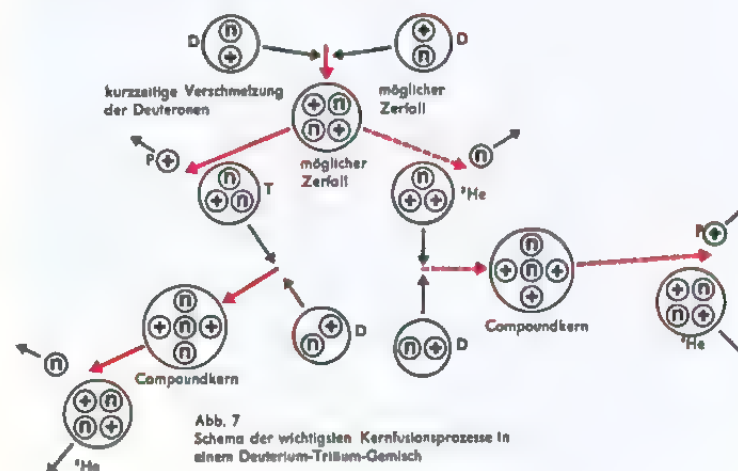 D
n
+
+
n
D
kurzzeitige Verschmelzung
der Deuteronen
möglicher
Zerfall
+ n
n +
P +
möglicher
Zerfall
n
n
+ n
T
n
+ +
³He
n
+ n +
+
Compoundkern
P +
+ n
n +
⁴He
n
+ n +
n
Compoundkern
n +
D
n +
D
n
+ n
n +
⁴He
Abb. 7
Schema der wichtigsten Kernfusionsprozesse in
einem Deuterium-Tritium-Gemisch